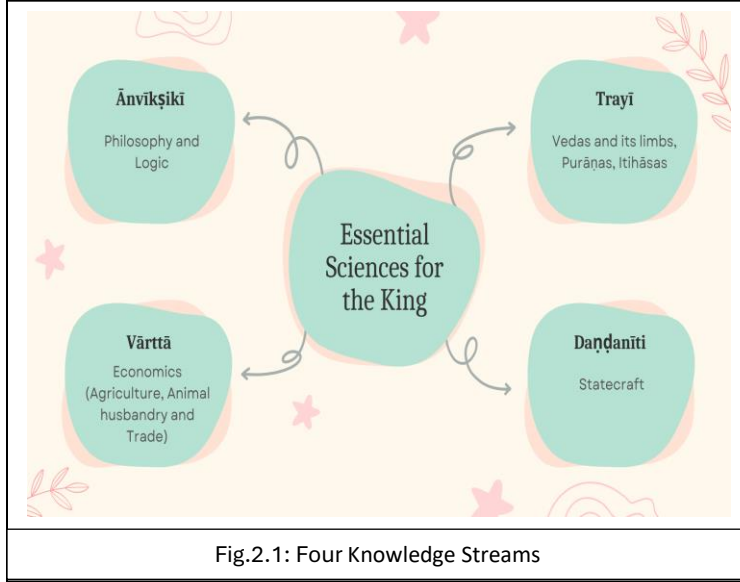 Ānvīkṣikī
Philosophy and
Logic
Trayī
Vedas and its limbs,
Purāṇas, Itihāsas
Essential
Sciences for
the King
Vārttā
Economics
(Agriculture, Animal
husbandry and
Trade)
Daṇḍanīti
Statecraft
Fig.2.1: Four Knowledge Streams